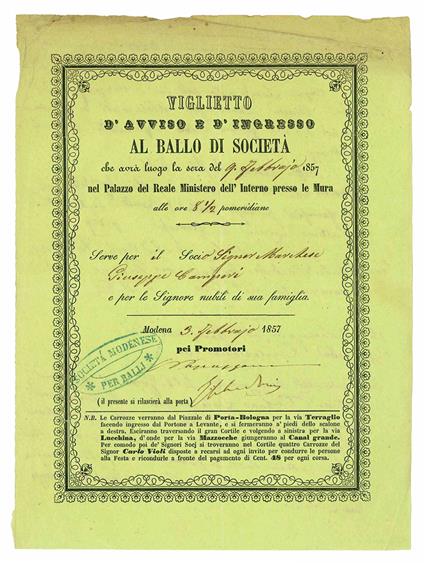 VIGLIETTO
D'AVVISO E D'INGRESSO
AL BALLO DI SOCIETÀ
che avrà luogo la sera del 9. Febbrajo 1857
nel Palazzo del Reale Ministero dell' Interno presso le Mura
alle ore 8 1/2 pomeridiane
Serve per il Socio Signor Marchese
Giuseppe Campori
e per le Signore nubili di sua famiglia.
Modena 3. Febbrajo 1857
pei Promotori
SOCIETÀ MODENESE
PER BALLI
(il presente si rilascierà alla porta)
N.B. Le Carrozze verranno dal Piazzale di Porta-Bologna per la via Terraglio
facendo ingresso dal Portone a Levante, e si fermeranno a' piedi dello scalone
a destra. Esciranno traversando il gran Cortile e volgendo a sinistra per la via
Lucchina, d'onde per la via Mazzocche giungeranno al Canal grande.
Per comodo poi de' Signori Socj si troveranno nel Cortile quattro Carrozze del
Signor Carlo Violi disposte a recarsi ad ogni invito per condurre le persone
alla Festa e ricondurle a fronte del pagamento di Cent. 48 per ogni corsa.